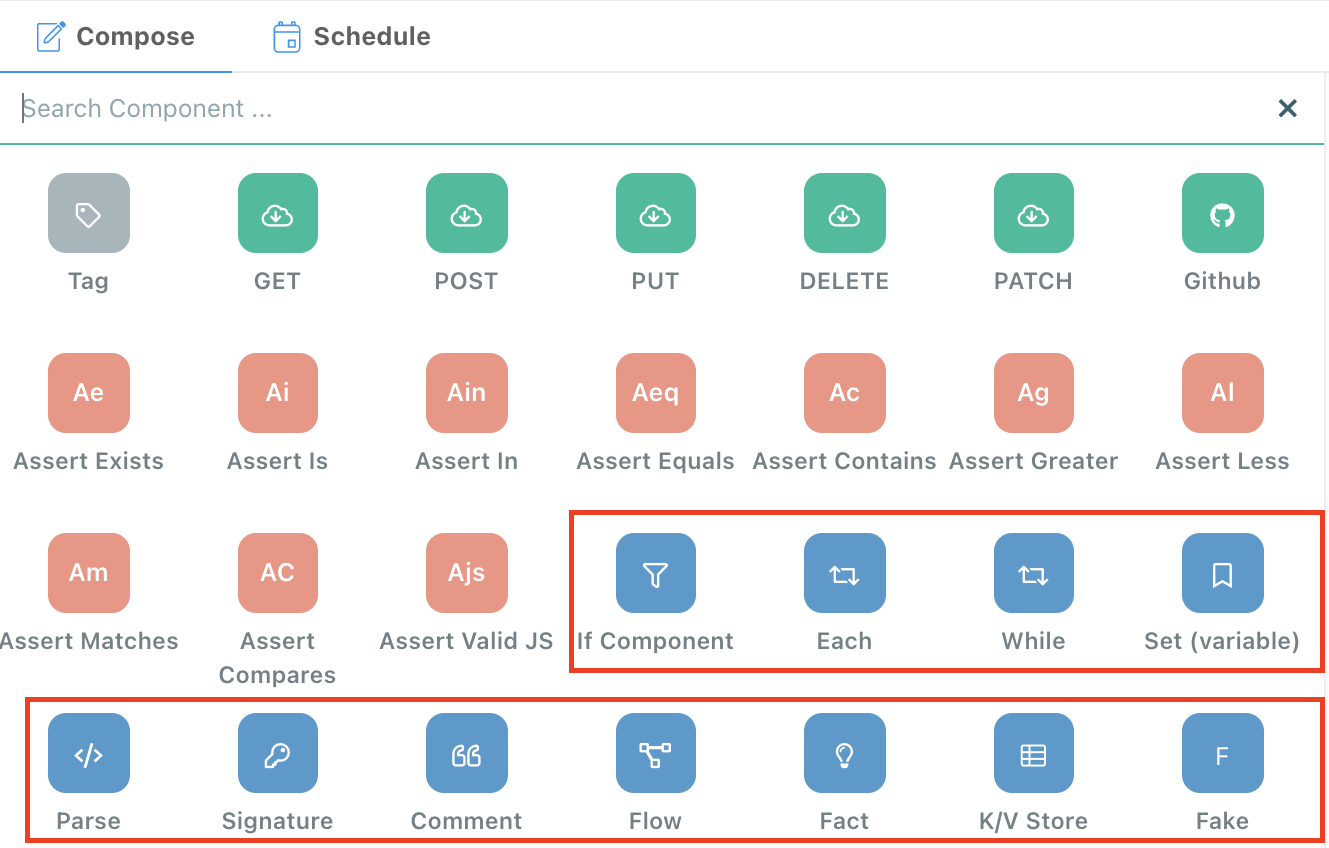 Compose Schedule
Search Component ...
Tag GET POST PUT DELETE PATCH Github
Ae Ai Ain Aeq Ac Ag Al
Assert Exists Assert Is Assert In Assert Equals Assert Contains Assert Greater Assert Less
Am AC Ajs
Assert Matches Assert Assert Valid JS If Component Each While Set (variable)
Compares
F
Parse Signature Comment Flow Fact K/V Store Fake